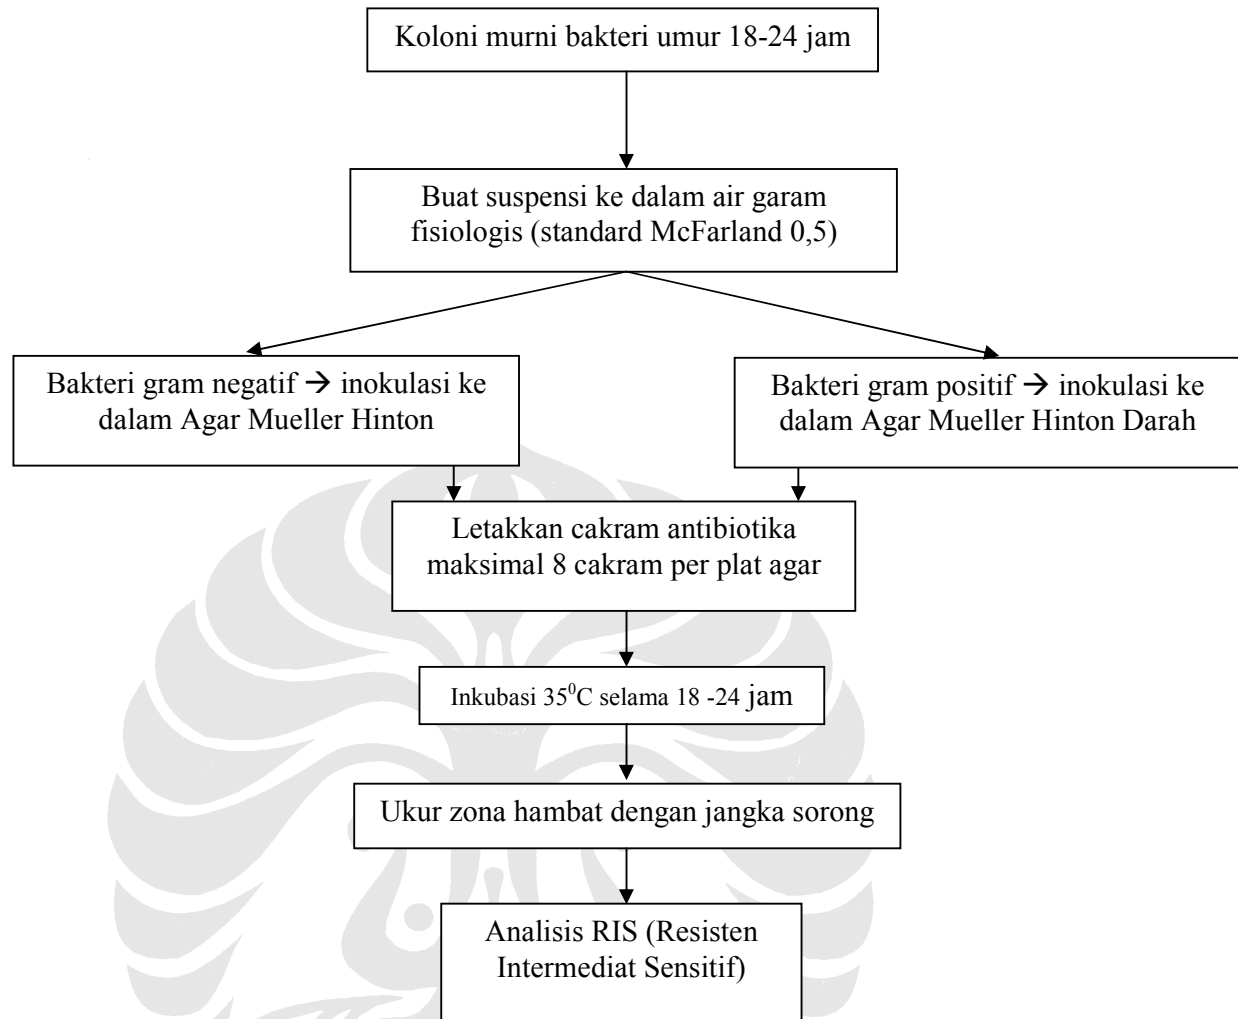 Koloni murni bakteri umur 18-24 jam
Buat suspensi ke dalam air garam
fisiologis (standard McFarland 0,5)
Bakteri gram negatif → inokulasi ke
dalam Agar Mueller Hinton
Bakteri gram positif → inokulasi ke
dalam Agar Mueller Hinton Darah
Letakkan cakram antibiotika
maksimal 8 cakram per plat agar
Inkubasi 35⁰C selama 18 -24 jam
Ukur zona hambat dengan jangka sorong
Analisis RIS (Resisten
Intermediat Sensitif)